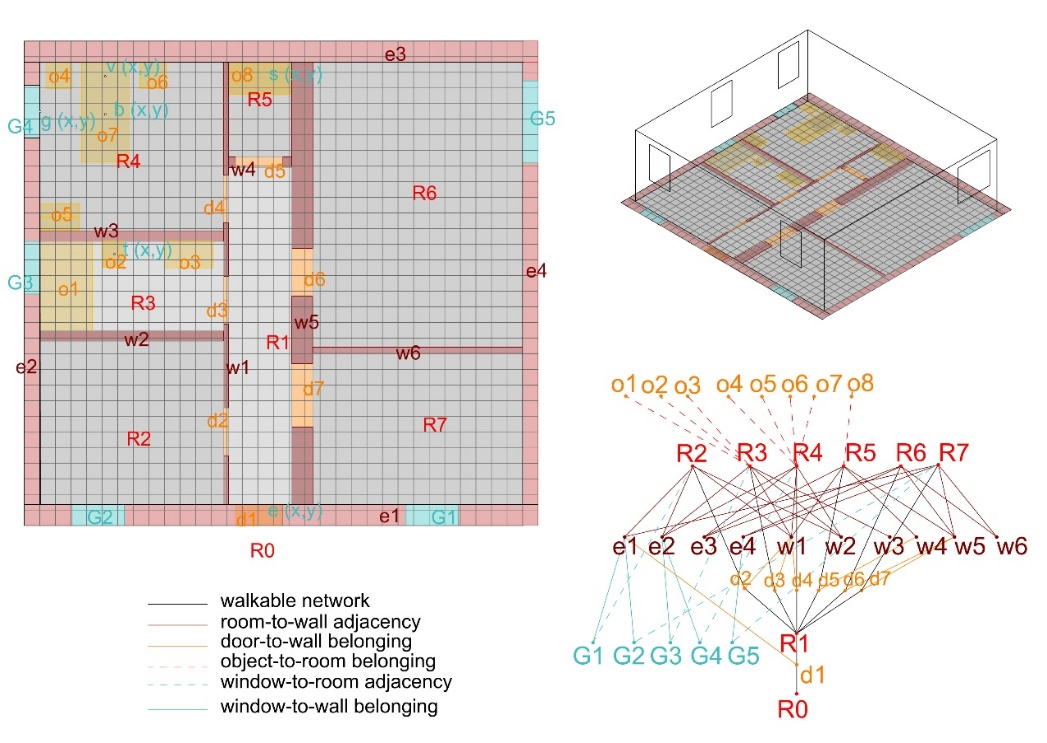 e3
o4
v (x,y)
o6
o8
s (x,y)
R5
G4
g (x,y)
b (x,y)
o7
G5
R4
w4
d5
R6
o5
d4
w3
t (x,y)
o2
o3
G3
o1
d6
e4
R3
d3
w5
w2
R1
w6
e2
w1
d7
d2
R2
R7
G2
d1
e (x,y)
e1
G1
R0
walkable network
room-to-wall adjacency
door-to-wall belonging
object-to-room belonging
window-to-room adjacency
window-to-wall belonging
o1 o2 o3 o4 o5 o6 o7 o8
R2 R3 R4 R5 R6 R7
e1 e2 e3 e4 w1 w2 w3 w4 w5 w6
d2 d3 d4 d5 d6 d7
R1
G1 G2 G3 G4 G5
d1
R0